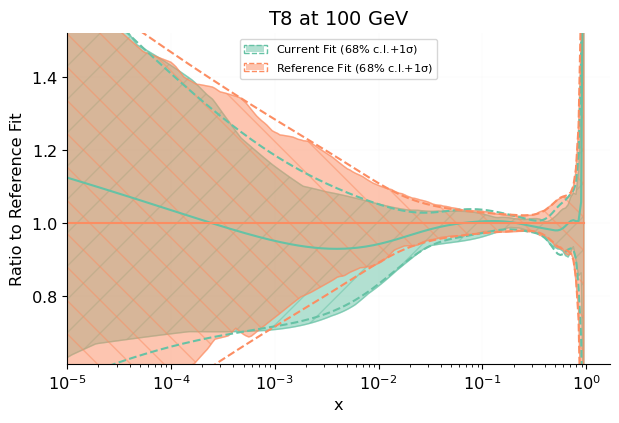 T8 at 100 GeV
Current Fit (68% c.l.+1σ)
Reference Fit (68% c.l.+1σ)
Ratio to Reference Fit
1.4
1.2
1.0
0.8
10⁻⁵ 10⁻⁴ 10⁻³ 10⁻² 10⁻¹ 10⁰
x